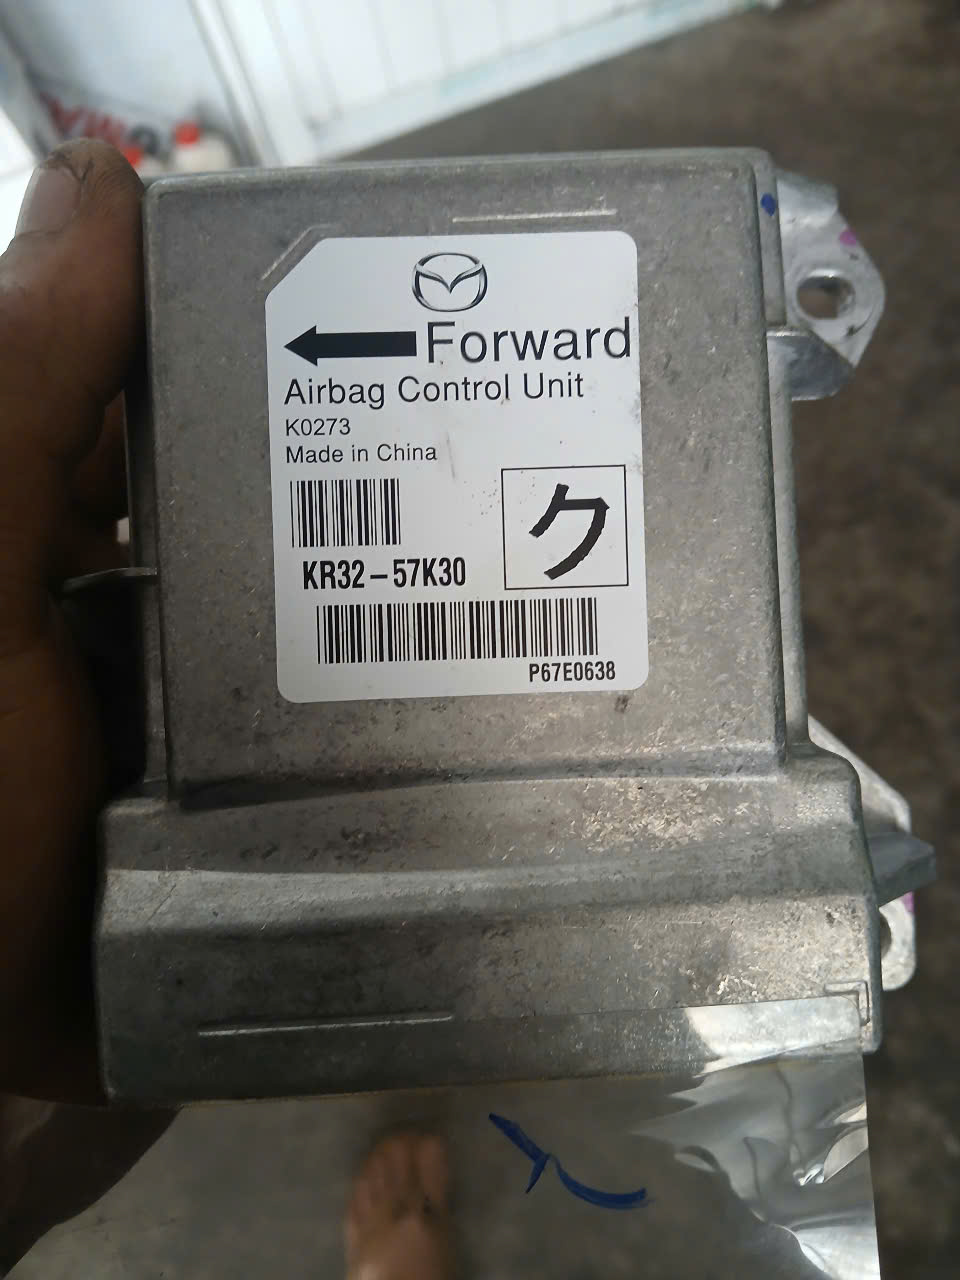 Forward
Airbag Control Unit
K0273
Made in China
ク
KR32-57K30
P67E0638